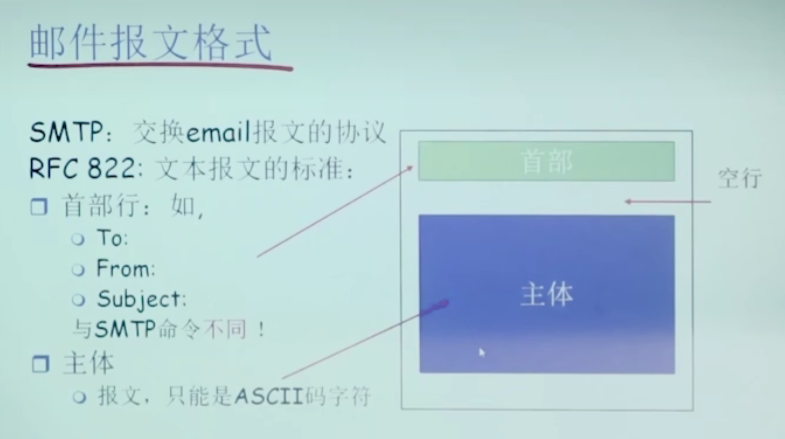 邮件报文格式
SMTP：交换email报文的协议
RFC 822: 文本报文的标准：
首部行：如,
To:
From:
Subject:
与SMTP命令不同！
主体
报文，只能是ASCII码字符
首部
空行
主体